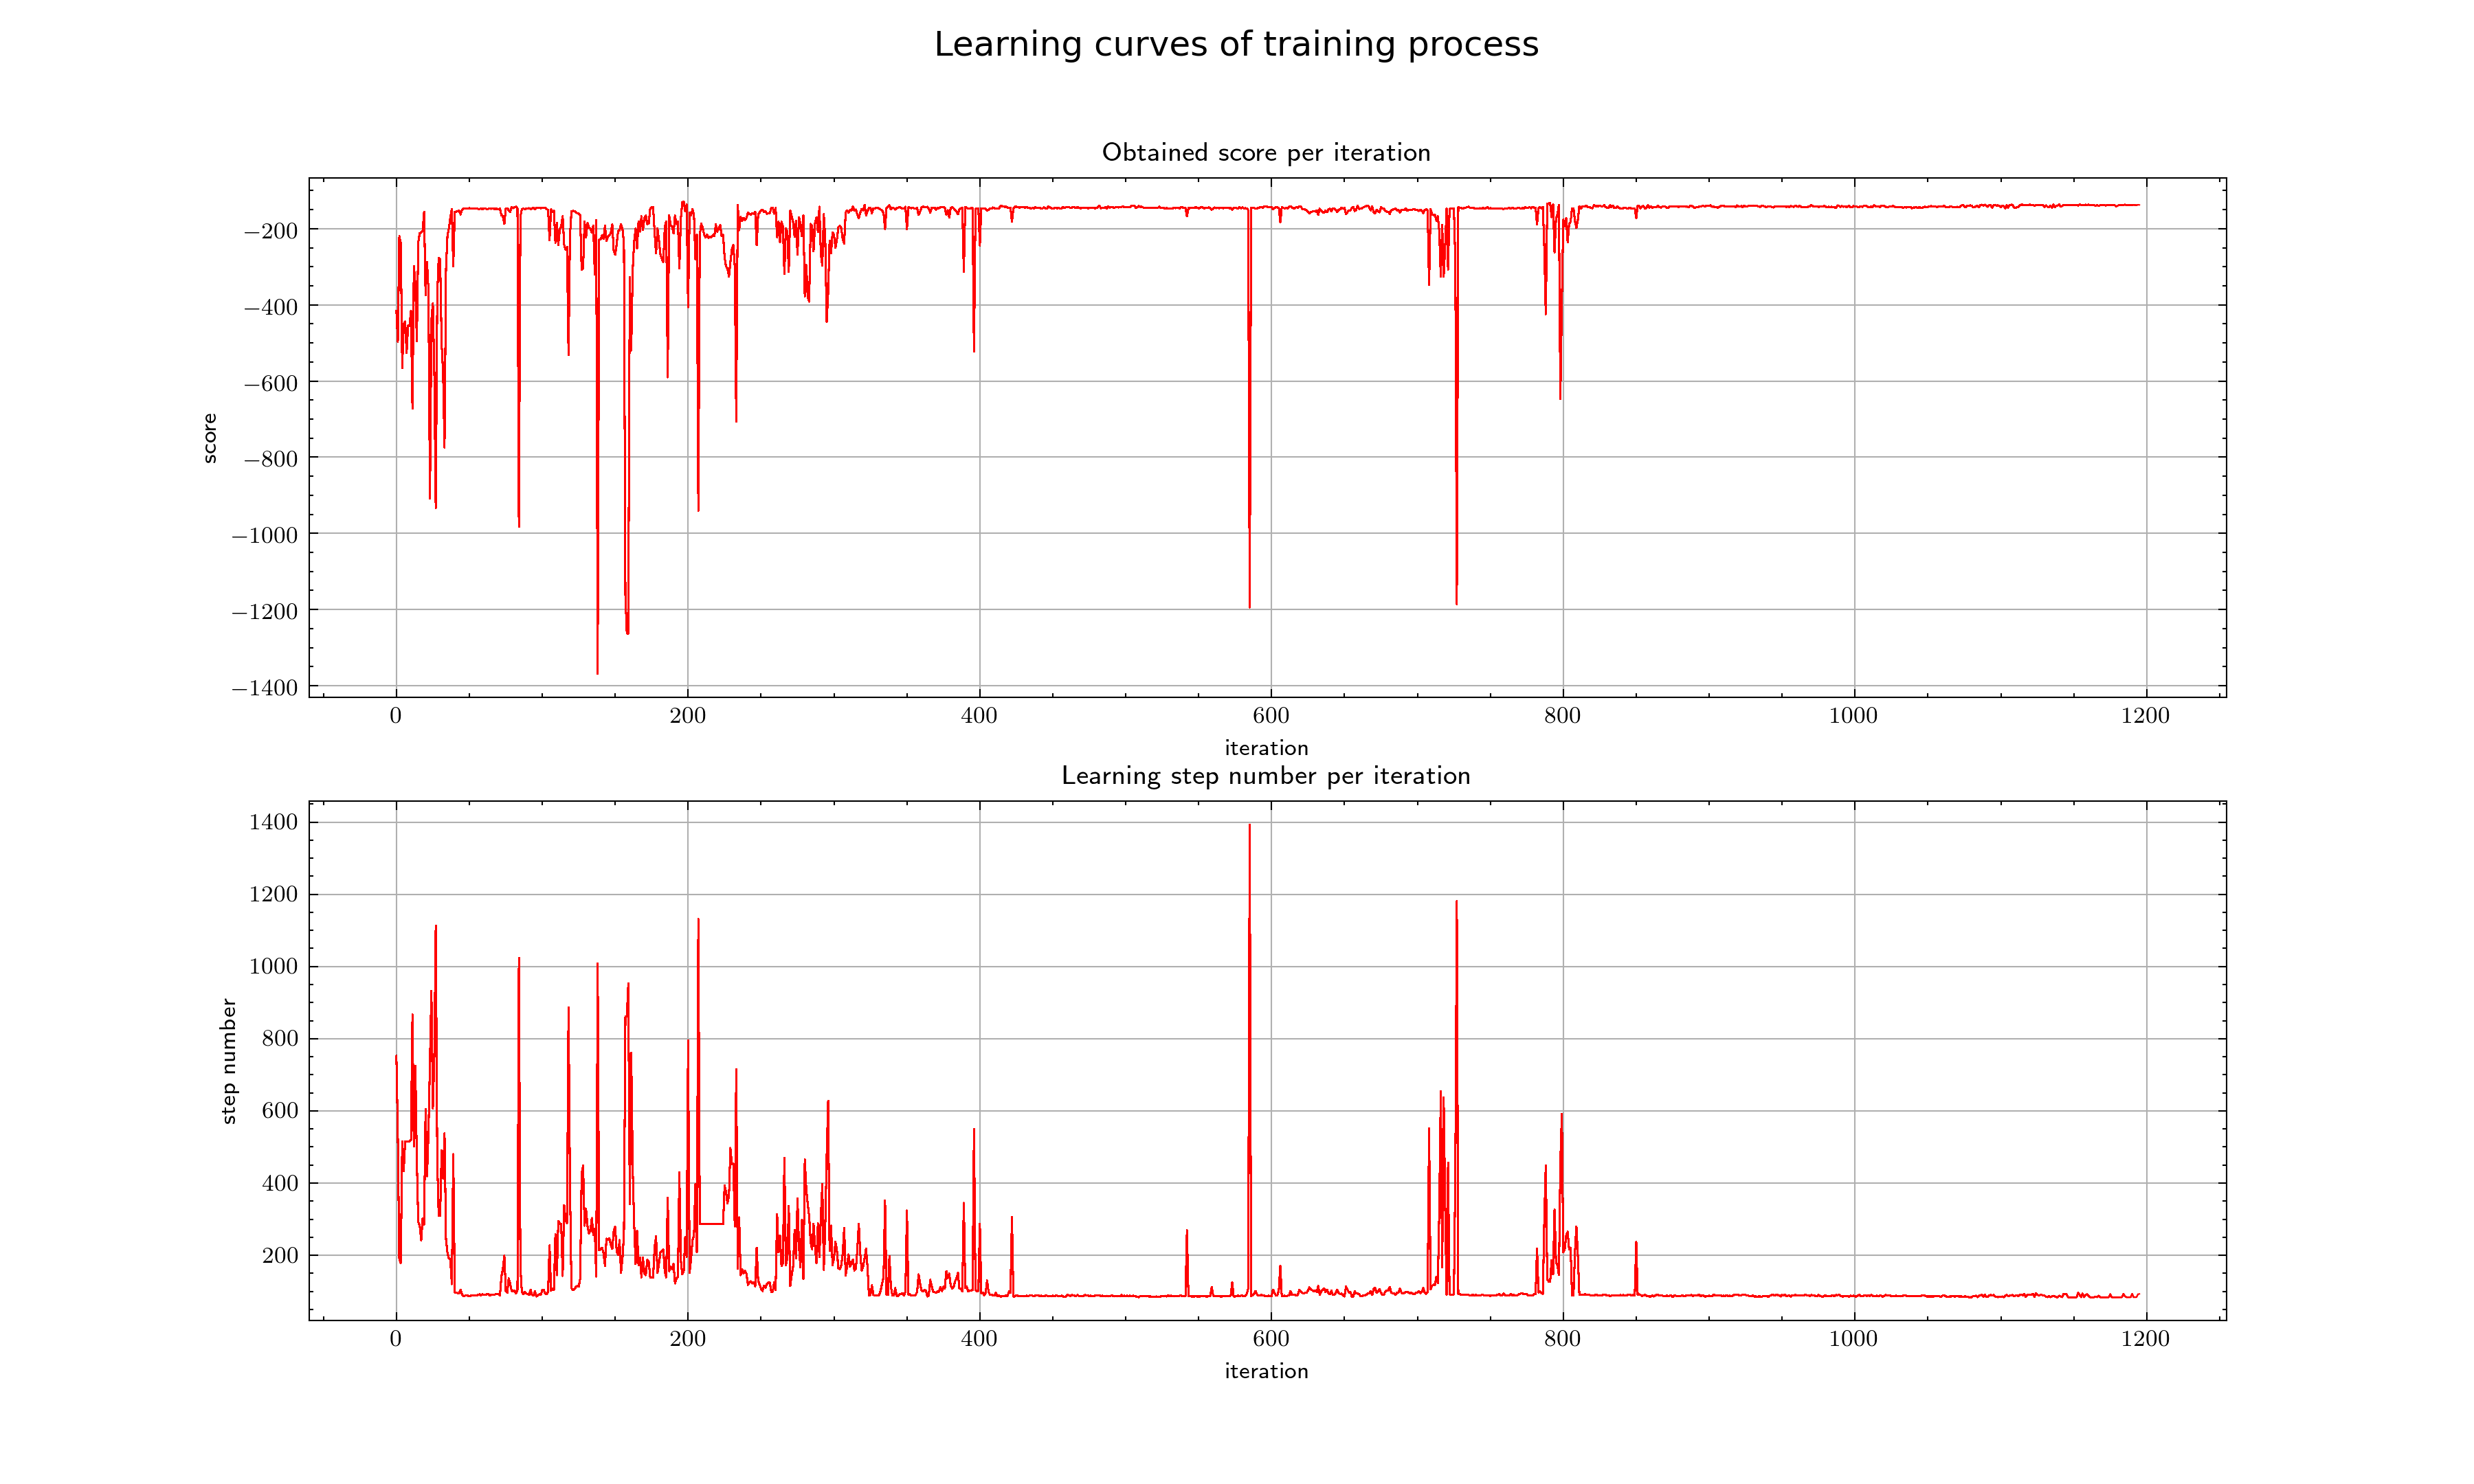 Learning curves of training process
Obtained score per iteration
score
−200
−400
−600
−800
−1000
−1200
−1400
0 200 400 600 800 1000 1200
iteration
Learning step number per iteration
step number
1400
1200
1000
800
600
400
200
0 200 400 600 800 1000 1200
iteration